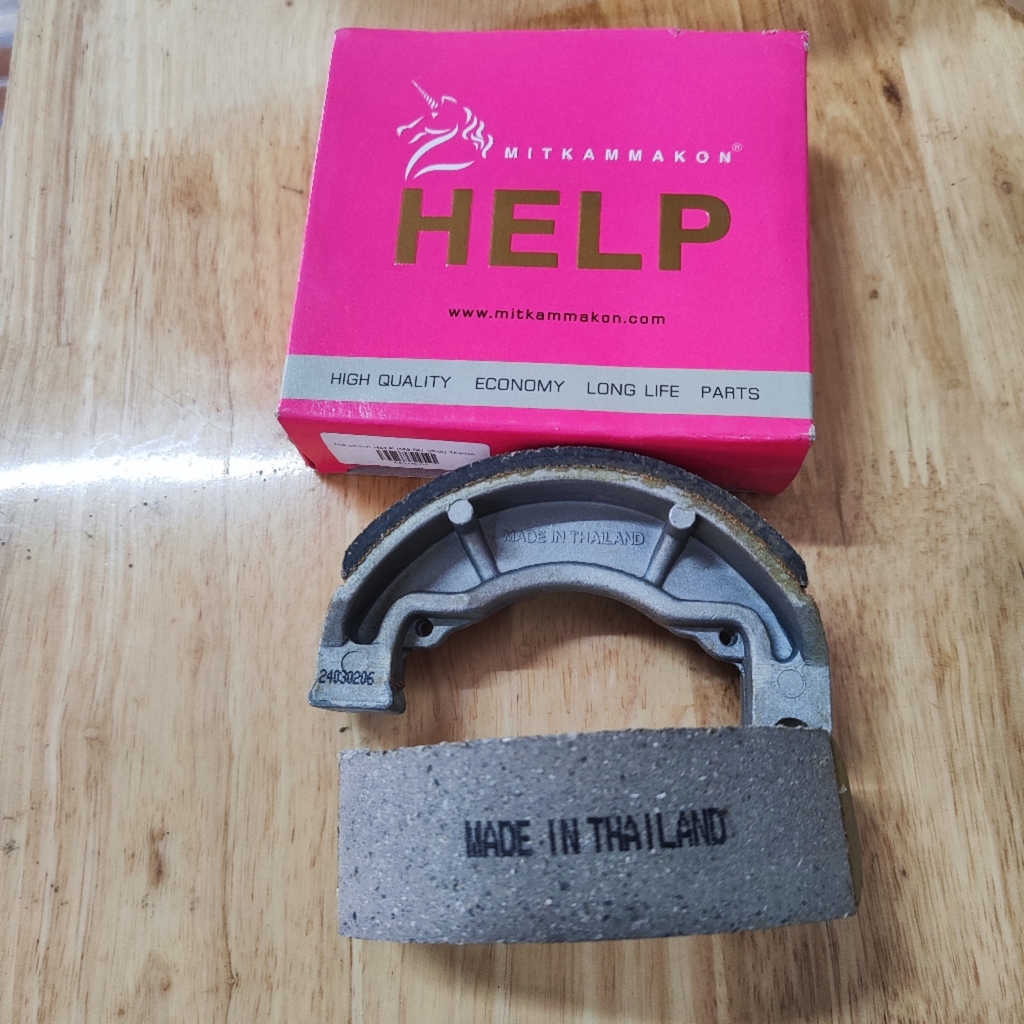 MITKAMMAKON®
HELP
www.mitkammakon.com
HIGH QUALITY ECONOMY LONG LIFE PARTS
MADE IN THAILAND
24030206
MADE IN THAILAND